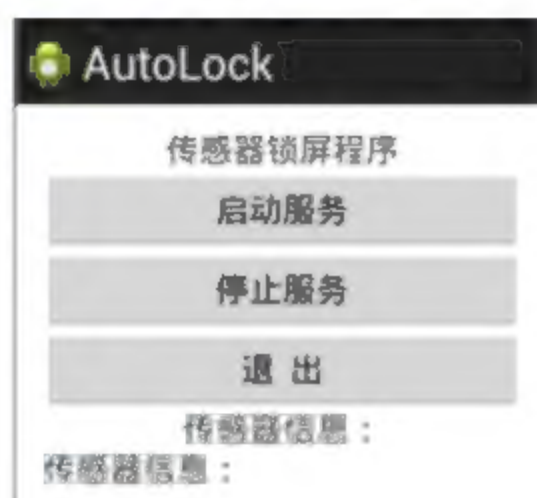 AutoLock
传感器锁屏程序
启动服务
停止服务
退 出
传感器信息：
传感器信息：